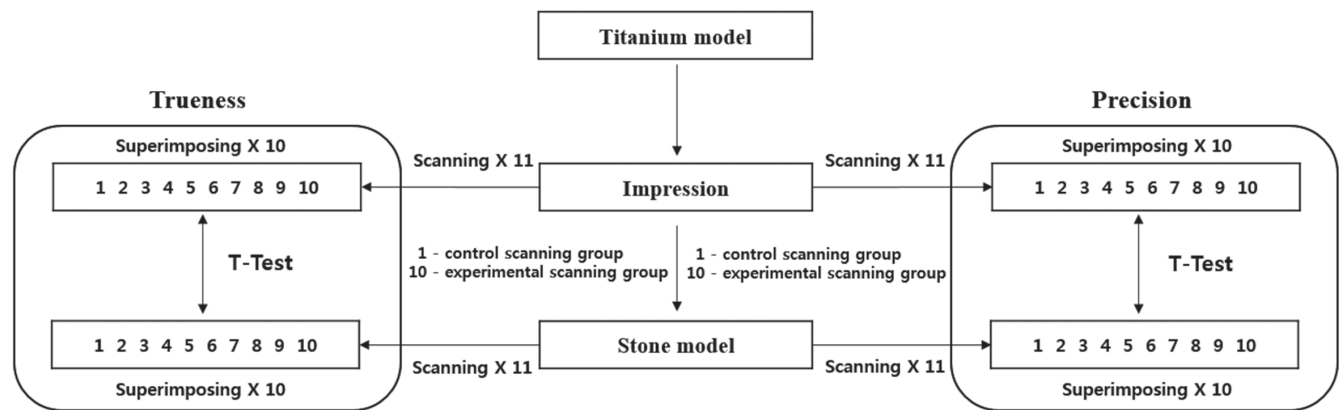 Titanium model
Trueness
Precision
Superimposing X 10
Superimposing X 10
Scanning X 11
Scanning X 11
1 2 3 4 5 6 7 8 9 10
Impression
1 2 3 4 5 6 7 8 9 10
T-Test
1 - control scanning group
10 - experimental scanning group
1 - control scanning group
10 - experimental scanning group
T-Test
1 2 3 4 5 6 7 8 9 10
Stone model
1 2 3 4 5 6 7 8 9 10
Scanning X 11
Scanning X 11
Superimposing X 10
Superimposing X 10